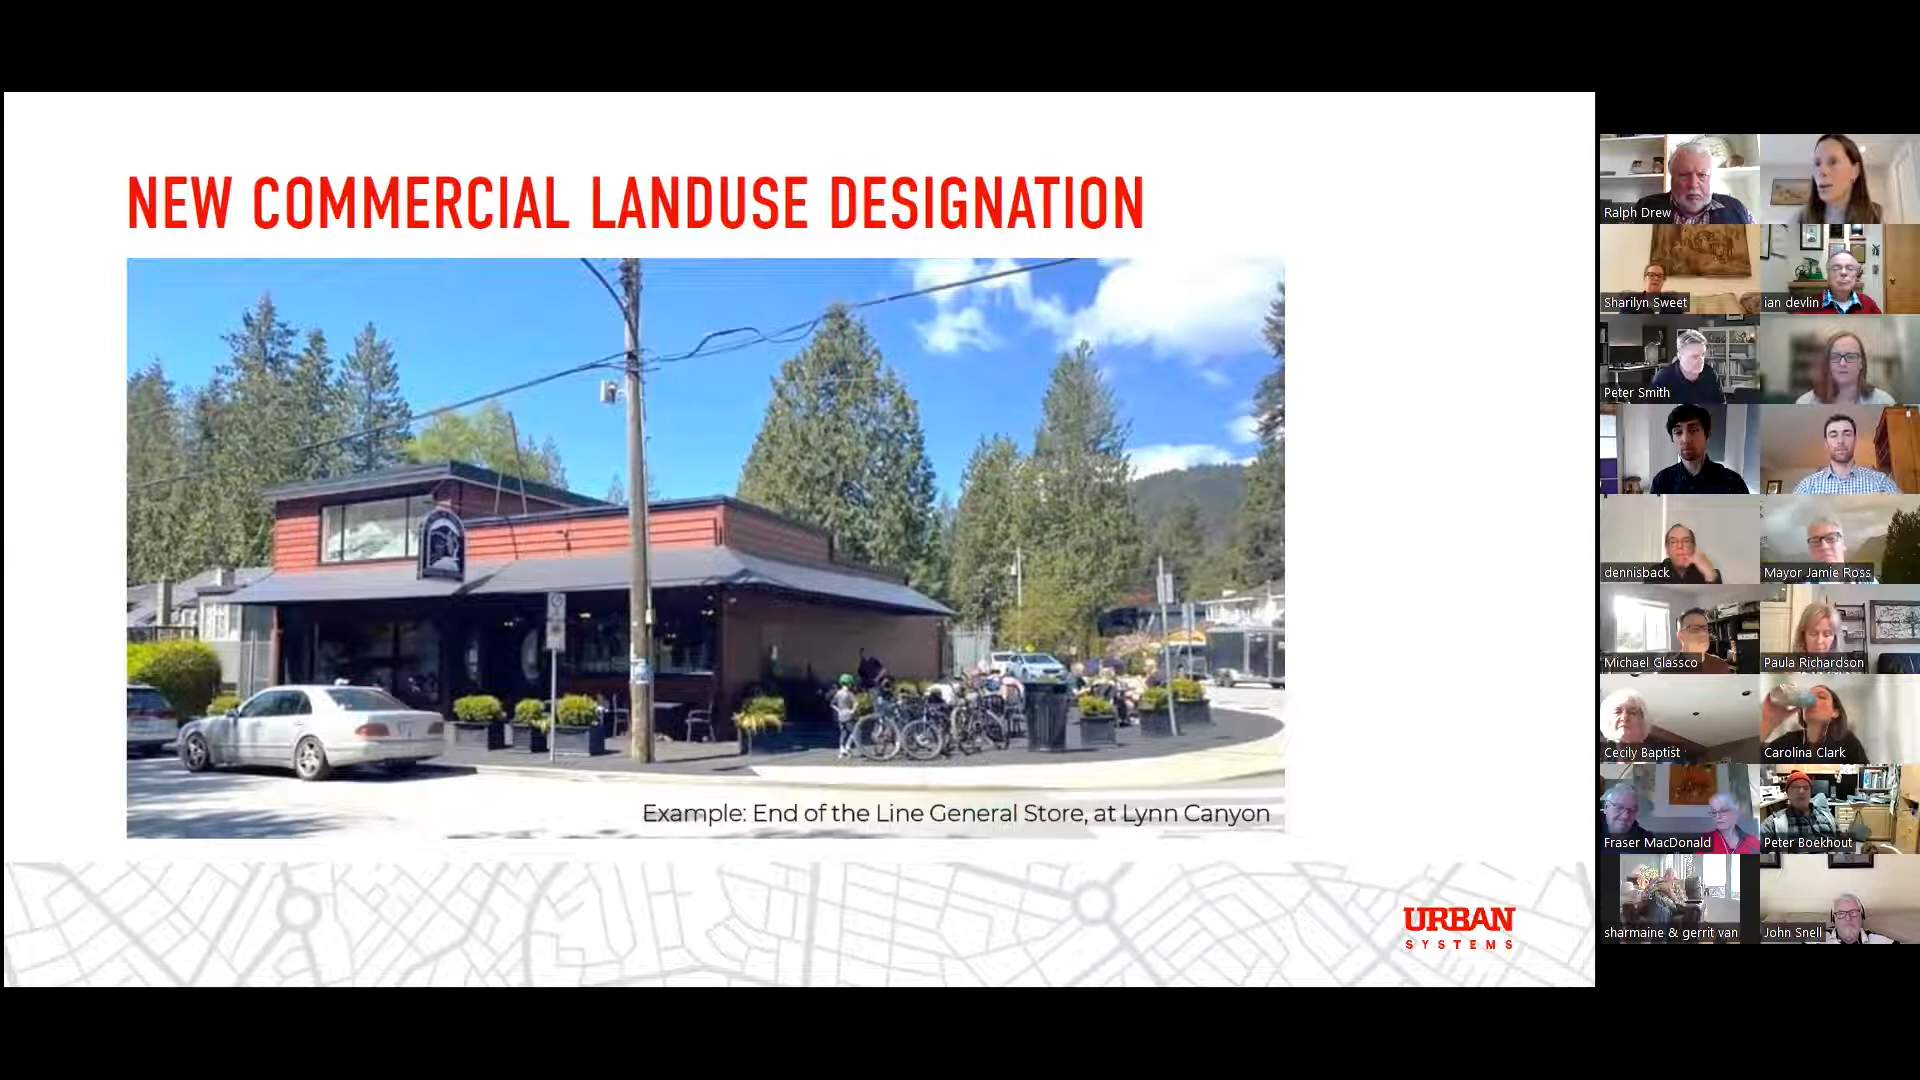 NEW COMMERCIAL LANDUSE DESIGNATION
Example: End of the Line General Store, at Lynn Canyon
URBAN
SYSTEMS
Ralph Drew
Sharilyn Sweet
ian devlin
Peter Smith
dennisback
Mayor Jamie Ross
Michael Glassco
Paula Richardson
Cecily Baptist
Carolina Clark
Fraser MacDonald
Peter Boekhout
sharmaine & gerrit van
John Snell